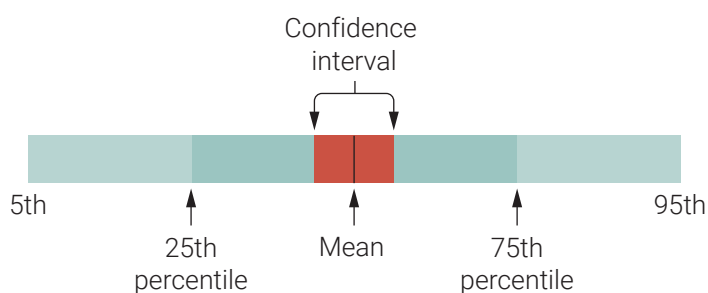 Confidence
interval
5th
95th
25th
percentile
Mean
75th
percentile